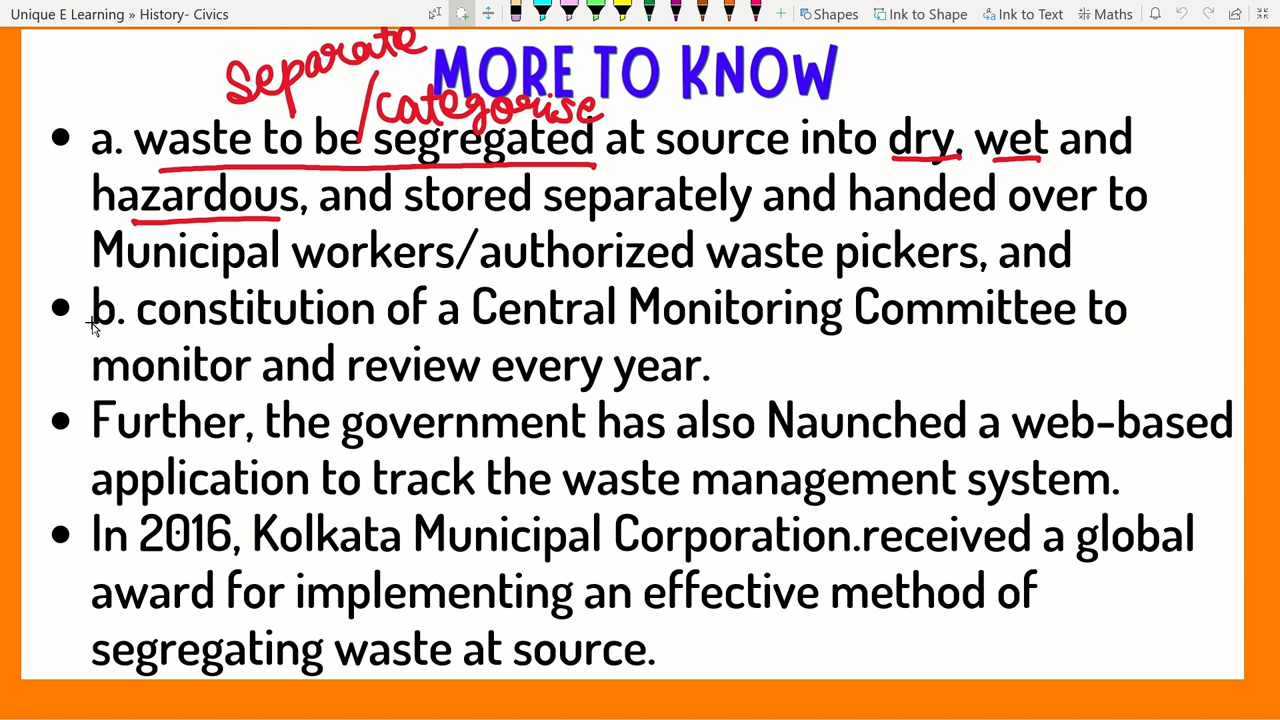 Unique E Learning » History- Civics
Shapes
Ink to Shape
Ink to Text
Maths
separate
/categorise
MORE TO KNOW
• a. waste to be segregated at source into dry, wet and
hazardous, and stored separately and handed over to
Municipal workers/authorized waste pickers, and
• b. constitution of a Central Monitoring Committee to
monitor and review every year.
• Further, the government has also Naunched a web-based
application to track the waste management system.
• In 2016, Kolkata Municipal Corporation.received a global
award for implementing an effective method of
segregating waste at source.